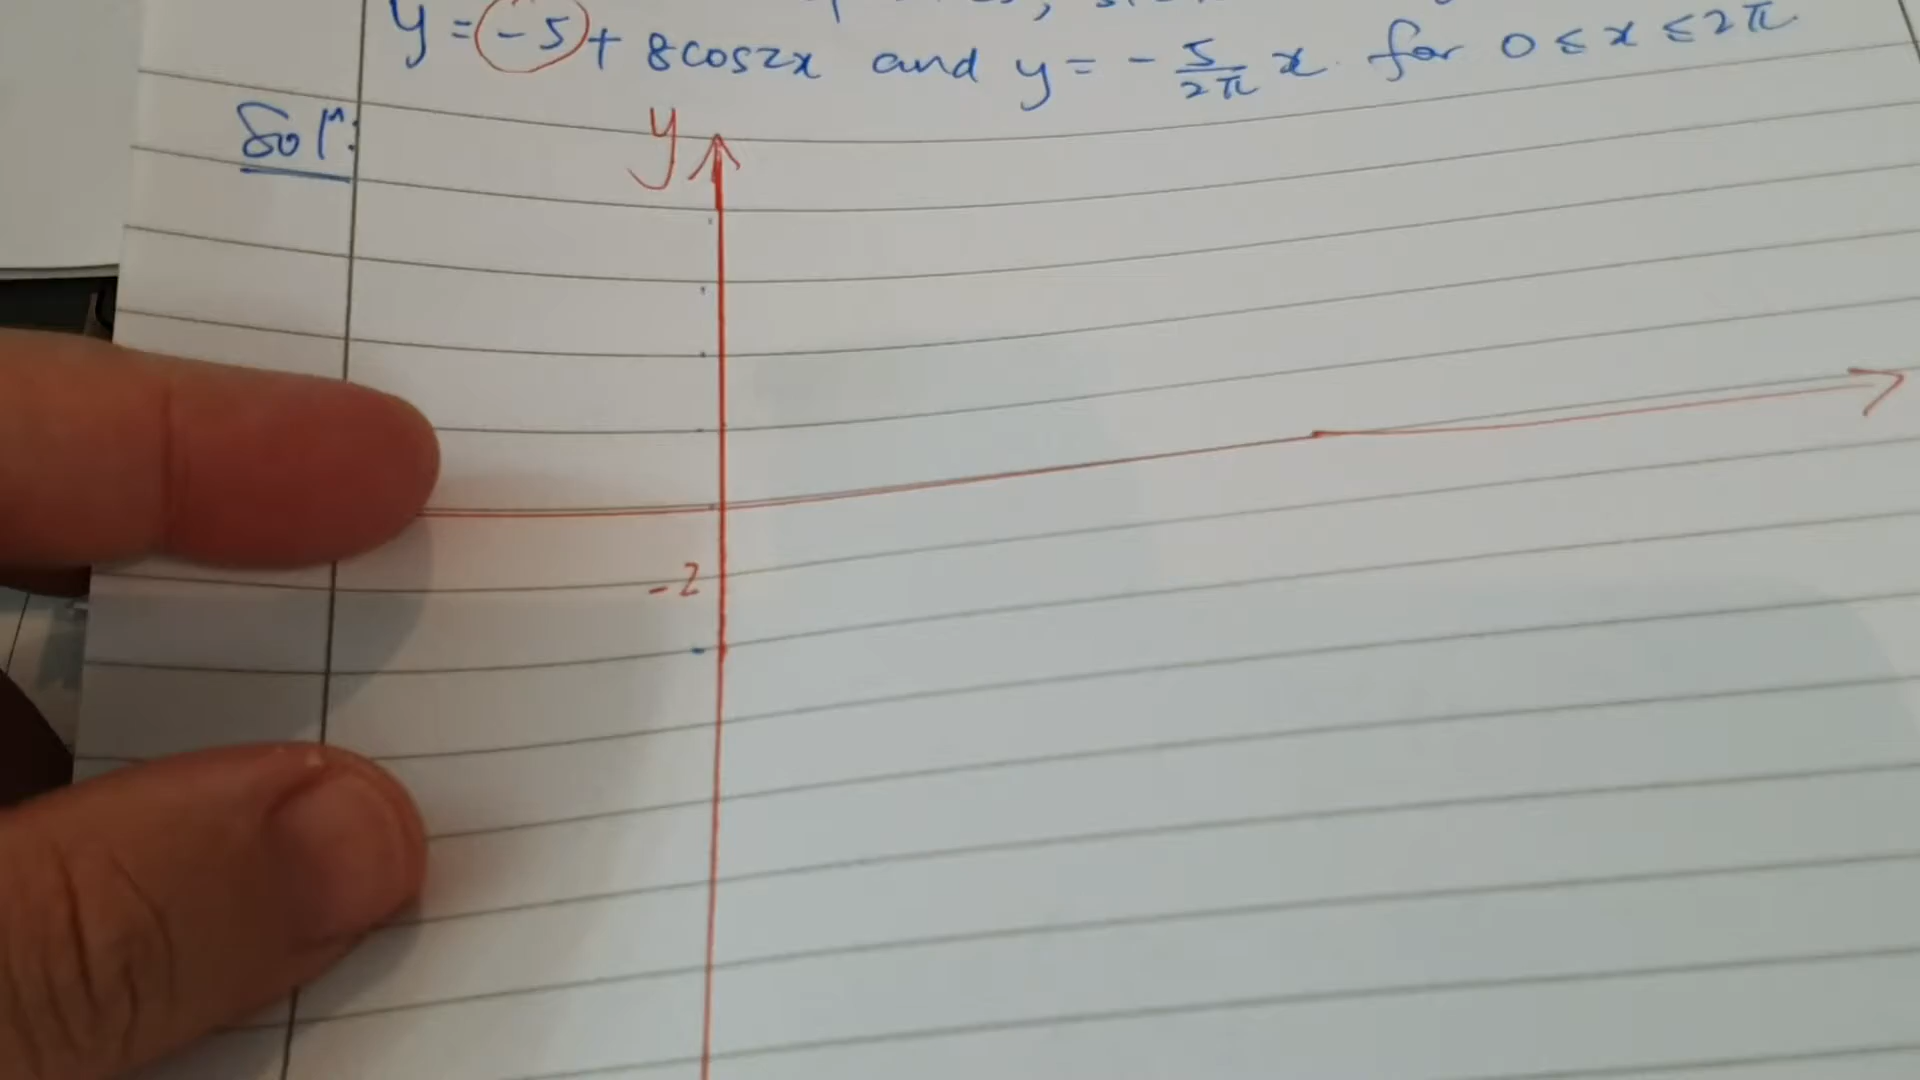 y = -5 + 8cos2x and y = - 5/2π x for 0 ≤ x ≤ 2π
Sol^n:
y
-2